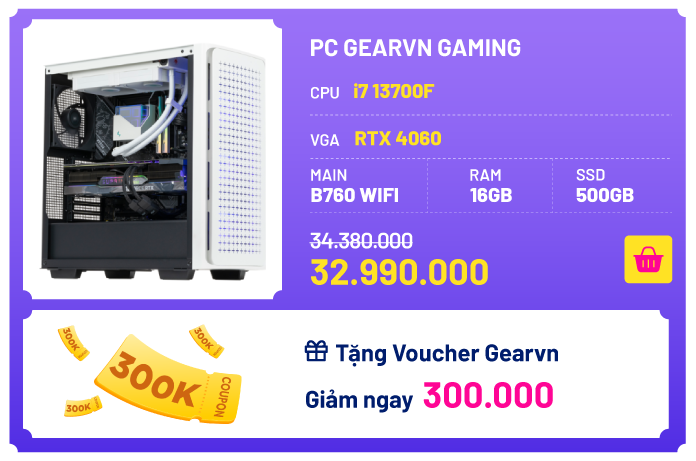 PC GEARVN GAMING
CPU i7 13700F
VGA RTX 4060
MAIN RAM SSD
B760 WIFI 16GB 500GB
34.380.000
32.990.000
300K
300K
300K COUPON
300K
Tặng Voucher Gearvn
Giảm ngay 300.000